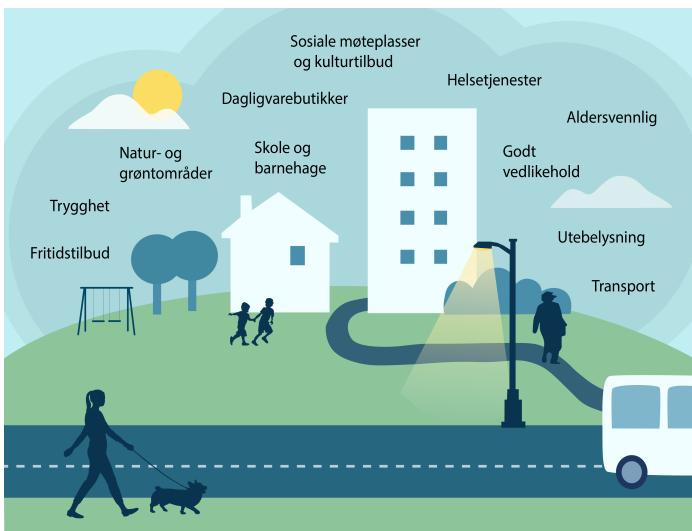 Sosiale møteplasser
og kulturtilbud
Helsetjenester
Dagligvarebutikker
Aldersvennlig
Natur- og
grøntområder
Skole og
barnehage
Godt
vedlikehold
Trygghet
Utebelysning
Fritidstilbud
Transport